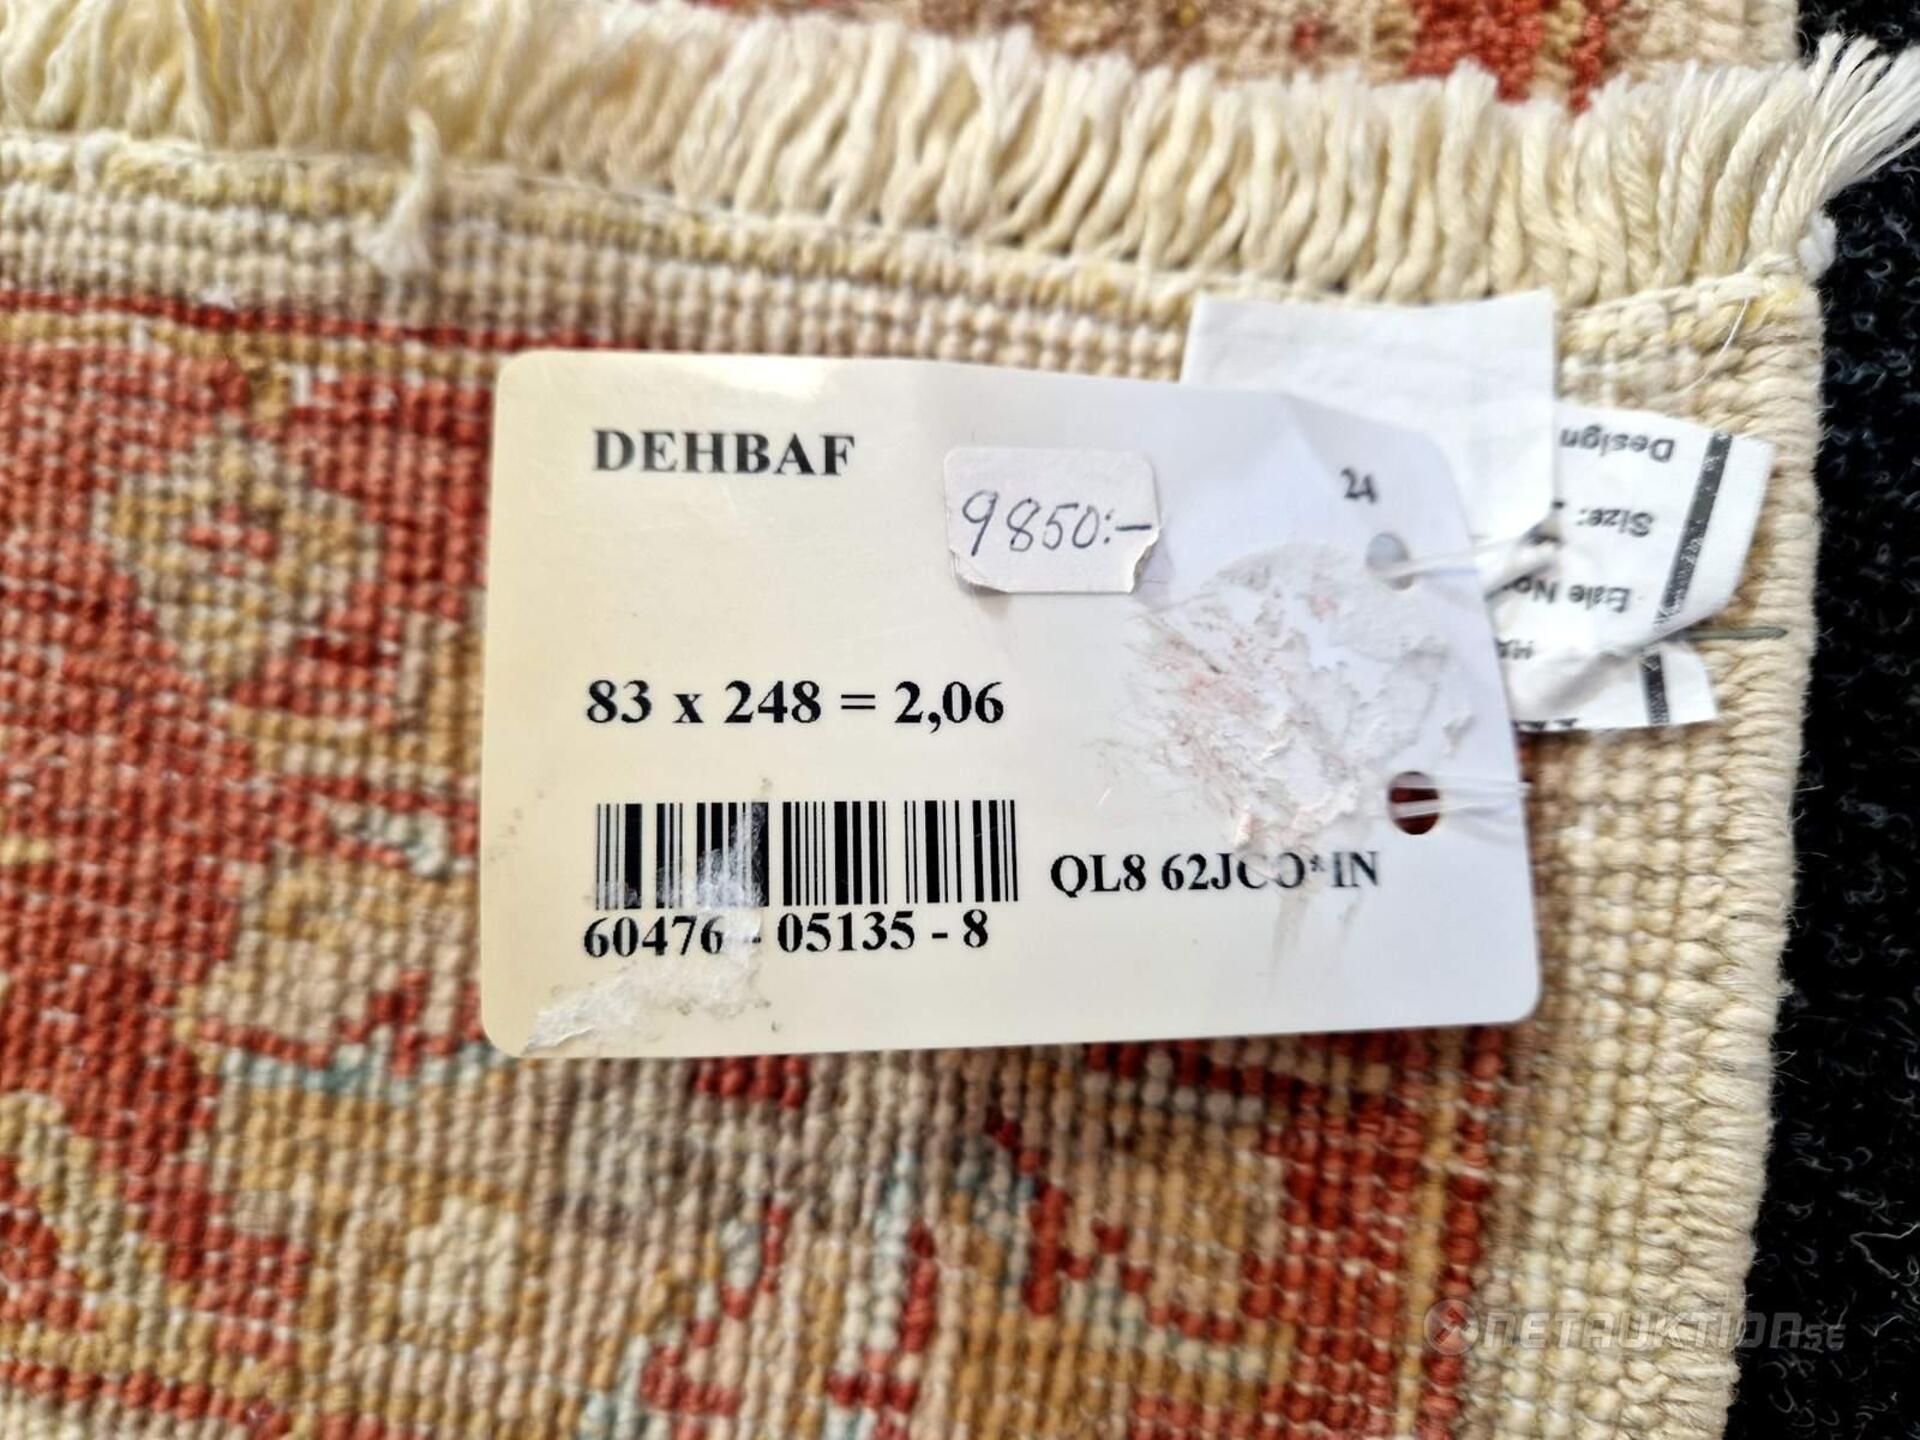 DEHBAF
9850:-
24
83 x 248 = 2,06
60476 - 05135 - 8
QL8 62JCO*IN
Design
Size:
Bale No
NETAUKTION.SE